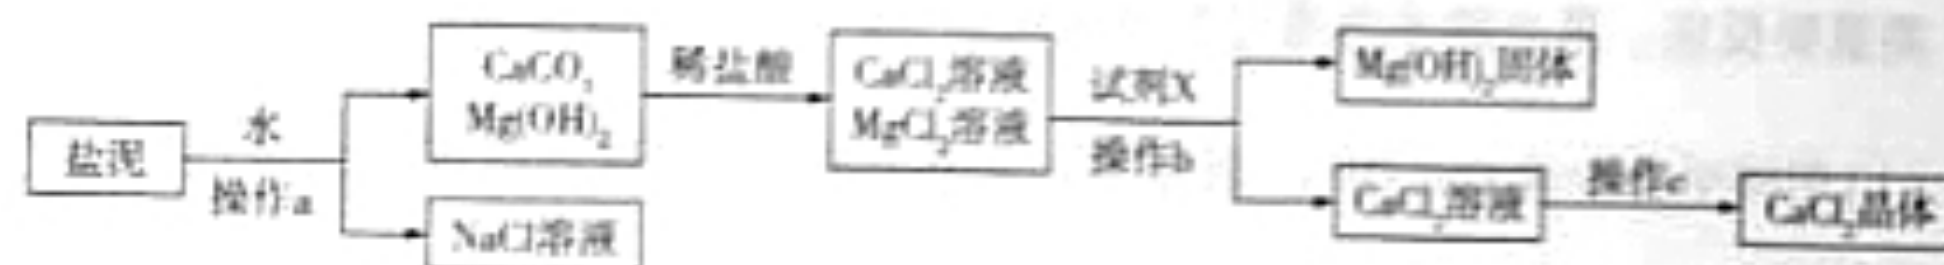 盐泥
水
操作a
CaCO₃
Mg(OH)₂
NaCl溶液
稀盐酸
CaCl₂溶液
MgCl₂溶液
试剂X
操作b
Mg(OH)₂固体
CaCl₂溶液
操作c
CaCl₂晶体